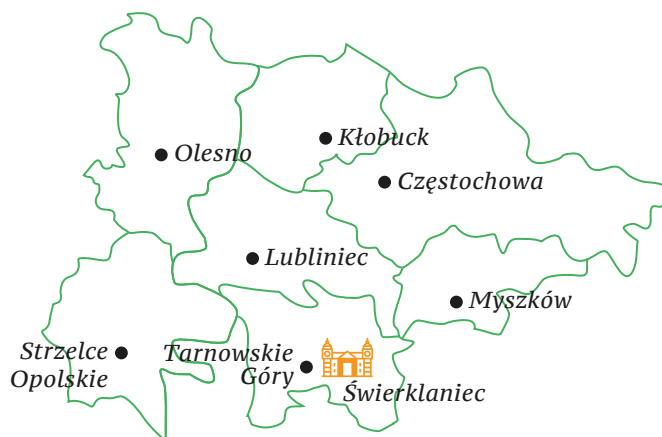 Kłobuck
Olesno
Częstochowa
Lubliniec
Myszków
Strzelce
Opolskie
Tarnowskie
Góry
Świerklaniec